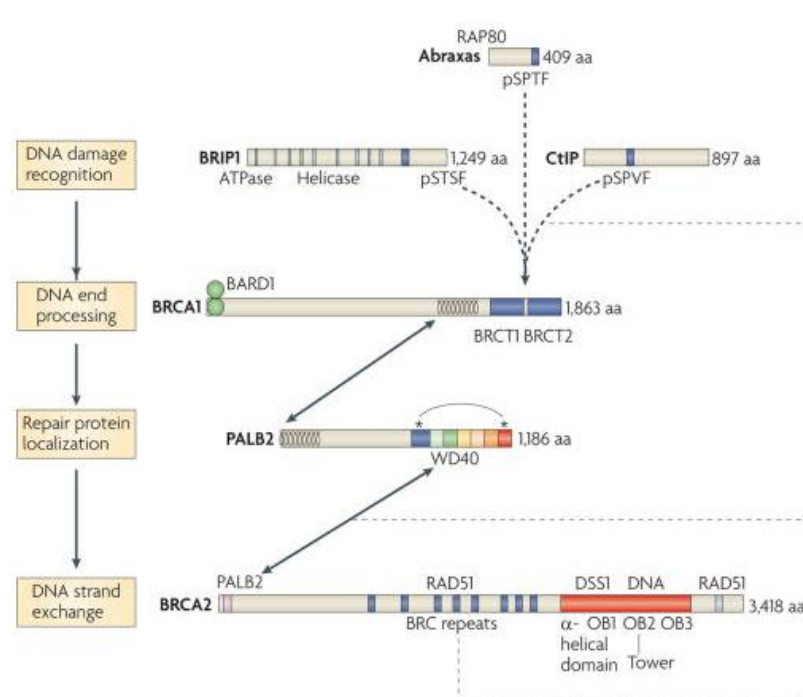 RAP80
Abraxas 409 aa
pSPTF
DNA damage
recognition
BRIP1 1,249 aa
ATPase Helicase pSTSF
CtIP 897 aa
pSPVF
DNA end
processing
BARD1
BRCA1 1,863 aa
BRCT1 BRCT2
Repair protein
localization
* *
PALB2 1,186 aa
WD40
DNA strand
exchange
PALB2 RAD51 DSS1 DNA RAD51
BRCA2 3,418 aa
BRC repeats
α- OB1 OB2 OB3
helical
domain Tower